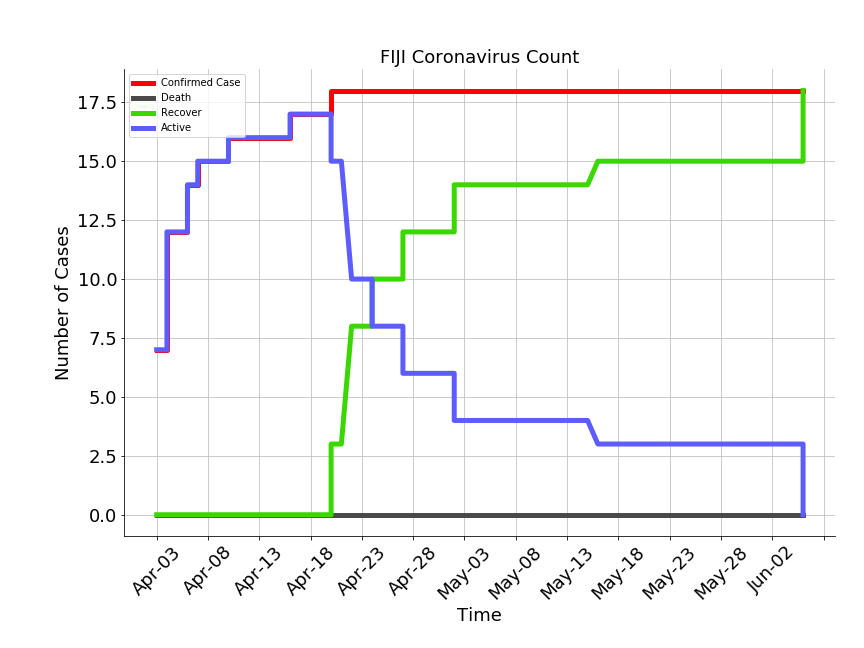 FIJI Coronavirus Count
Confirmed Case
Death
Recover
Active
Number of Cases
17.5
15.0
12.5
10.0
7.5
5.0
2.5
0.0
Apr-03 Apr-08 Apr-13 Apr-18 Apr-23 Apr-28 May-03 May-08 May-13 May-18 May-23 May-28 Jun-02
Time